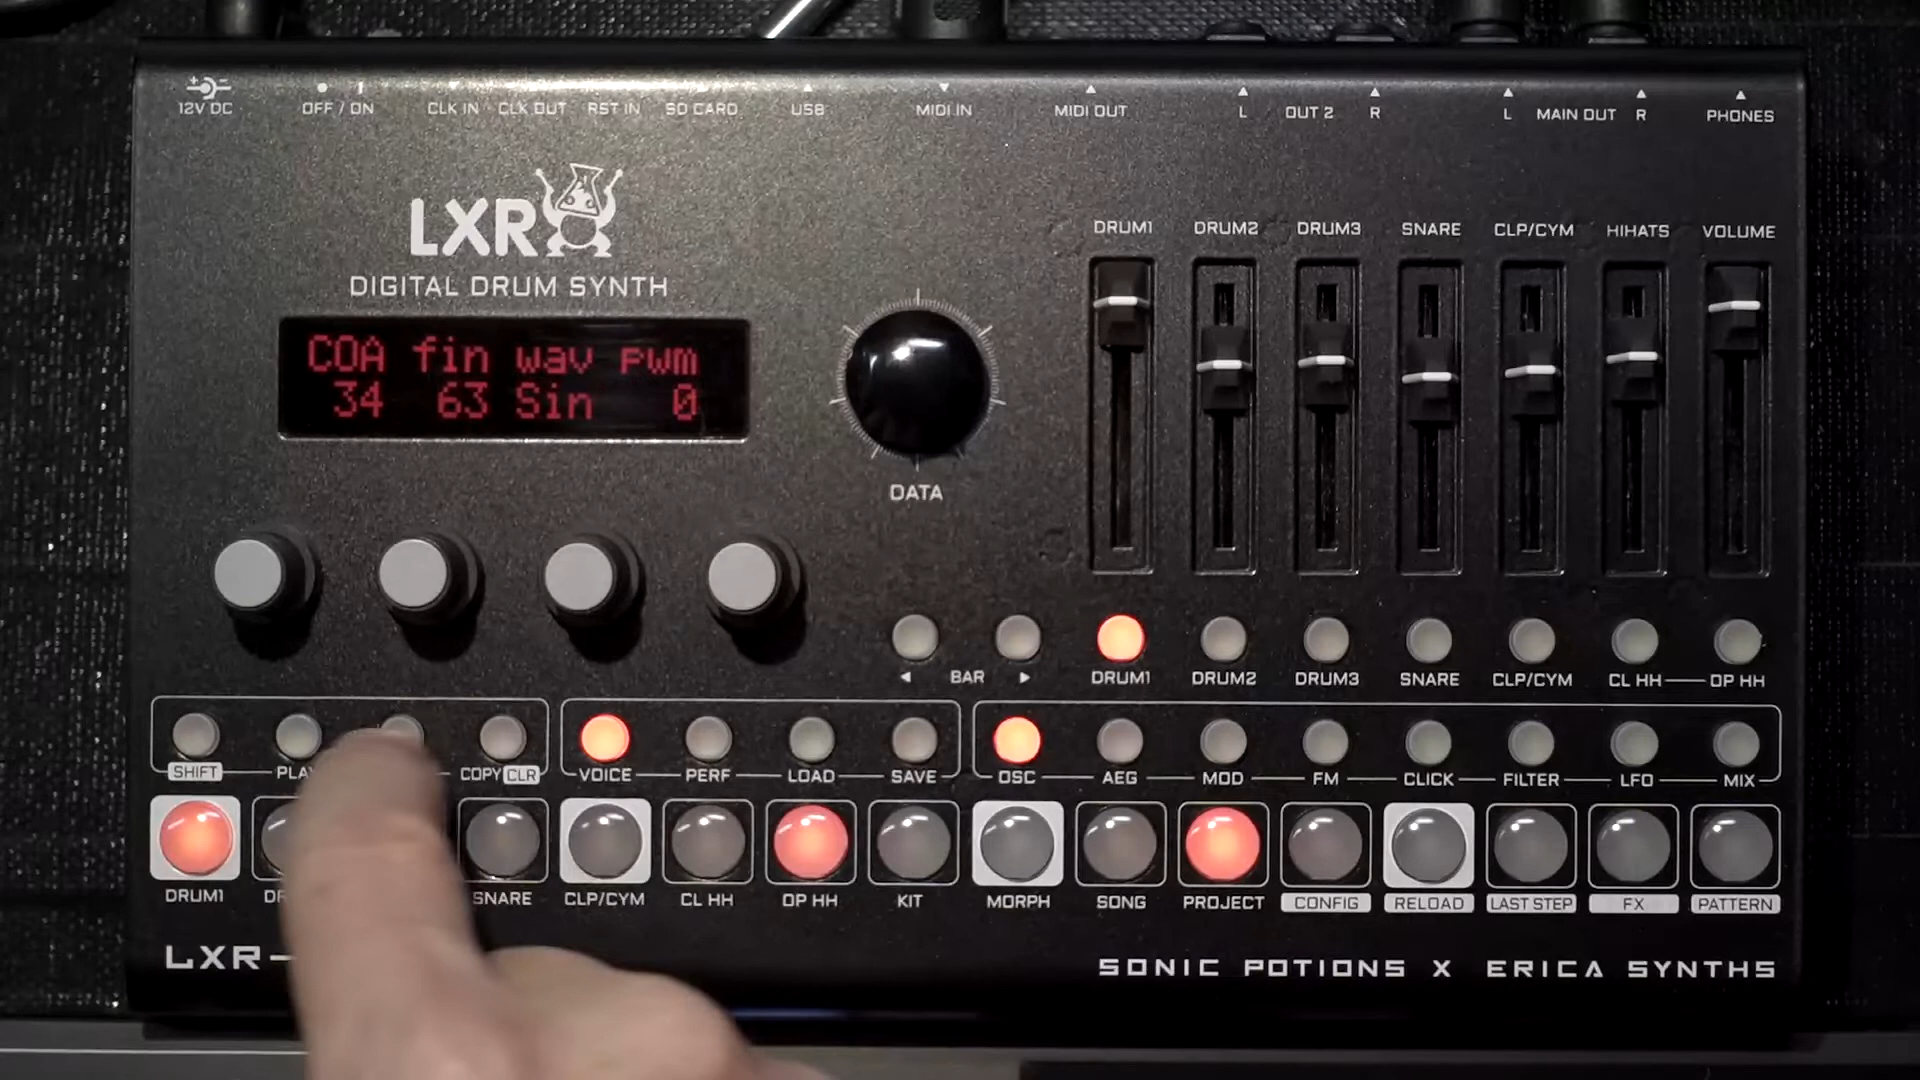 12V DC OFF / ON CLK IN CLK OUT RST IN SD CARD USB MIDI IN MIDI OUT L OUT 2 R L MAIN OUT R PHONES
LXR
DIGITAL DRUM SYNTH
DRUM1 DRUM2 DRUM3 SNARE CLP/CYM HIHATS VOLUME
COA fin wav pwm
34 63 Sin 0
DATA
BAR
DRUM1 DRUM2 DRUM3 SNARE CLP/CYM CL HH OP HH
SHIFT COPY CLR VOICE PERF LOAD SAVE OSC AEG MOD FM CLICK FILTER LFO MIX
DRUM1 SNARE CLP/CYM CL HH OP HH KIT MORPH SONG PROJECT CONFIG RELOAD LAST STEP FX PATTERN
LXR-
SONIC POTIONS X ERICA SYNTHS